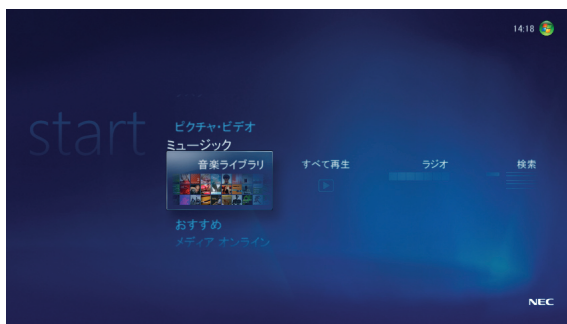 14:18
start
ピクチャ・ビデオ
ミュージック
音楽ライブラリ
すべて再生
ラジオ
検索
おすすめ
メディア オンライン
NEC